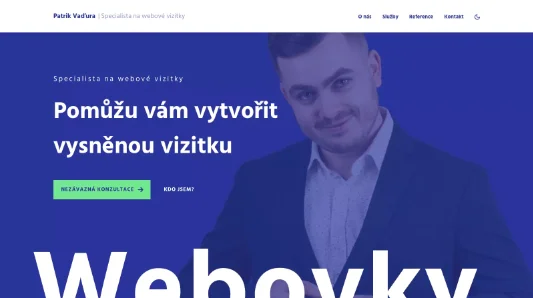 Patrik Vaďura | Specialista na webové vizitky
O nás Služby Reference Kontakt
Specialista na webové vizitky
Pomůžu vám vytvořit
vysněnou vizitku
NEZÁVAZNÁ KONZULTACE → KDO JSEM?
Webovky